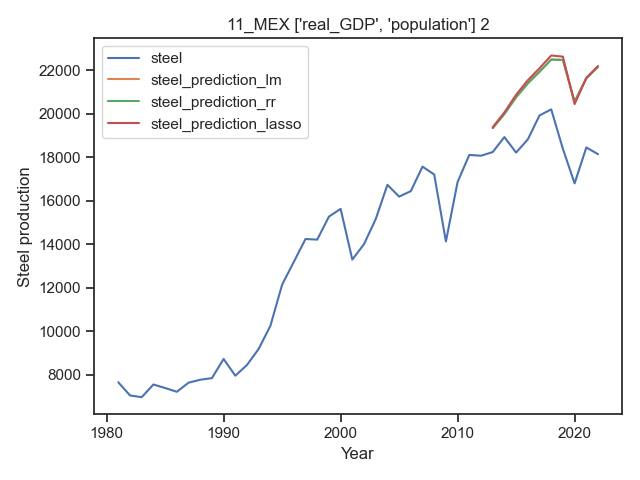 11_MEX ['real_GDP', 'population'] 2
steel
steel_prediction_lm
steel_prediction_rr
steel_prediction_lasso
Steel production
22000
20000
18000
16000
14000
12000
10000
8000
1980
1990
2000
2010
2020
Year